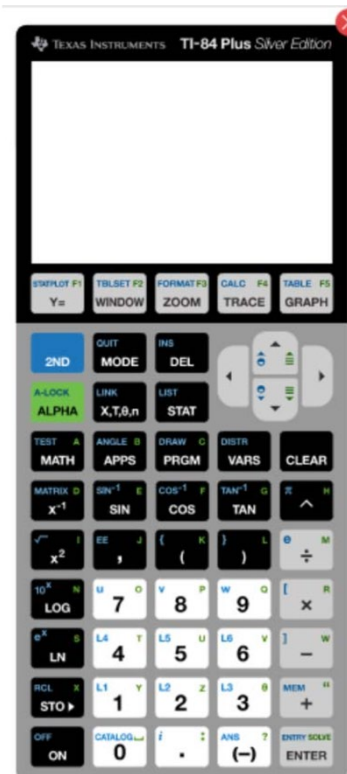 TEXAS INSTRUMENTS TI-84 Plus Silver Edition
STATPLOT F1 TBLSET F2 FORMAT F3 CALC F4 TABLE F5
Y= WINDOW ZOOM TRACE GRAPH
QUIT INS
2ND MODE DEL
A-LOCK LINK LIST
ALPHA X,T,θ,n STAT
TEST A ANGLE B DRAW C DISTR
MATH APPS PRGM VARS CLEAR
MATRIX D SIN⁻¹ E COS⁻¹ F TAN⁻¹ G π H
x⁻¹ SIN COS TAN ^
√ I EE J { K } L e M
x² , ( ) ÷
10ˣ N u O v P w Q [ R
LOG 7 8 9 ×
eˣ S L4 T L5 U L6 V ] W
LN 4 5 6 −
RCL X L1 Y L2 Z L3 θ MEM "
STO▸ 1 2 3 +
OFF CATALOG ⎵ i : ANS ? ENTRY SOLVE
ON 0 . (−) ENTER